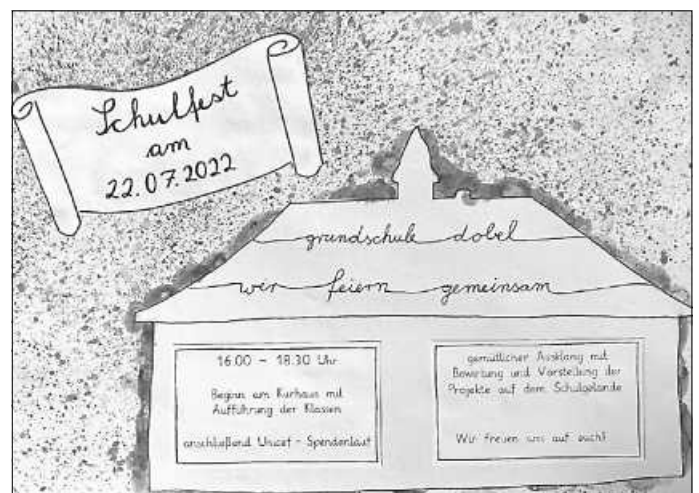 Schulfest
am
22.07.2022
grundschule dobel
wir feiern gemeinsam
16.00 - 18.30 Uhr
Beginn am Kurhaus mit
Aufführung der Klassen
anschließend Unicef - Spendenlauf
gemütlicher Ausklang mit
Bewirtung und Vorstellung der
Projekte auf dem Schulgelände
Wir freuen uns auf euch!